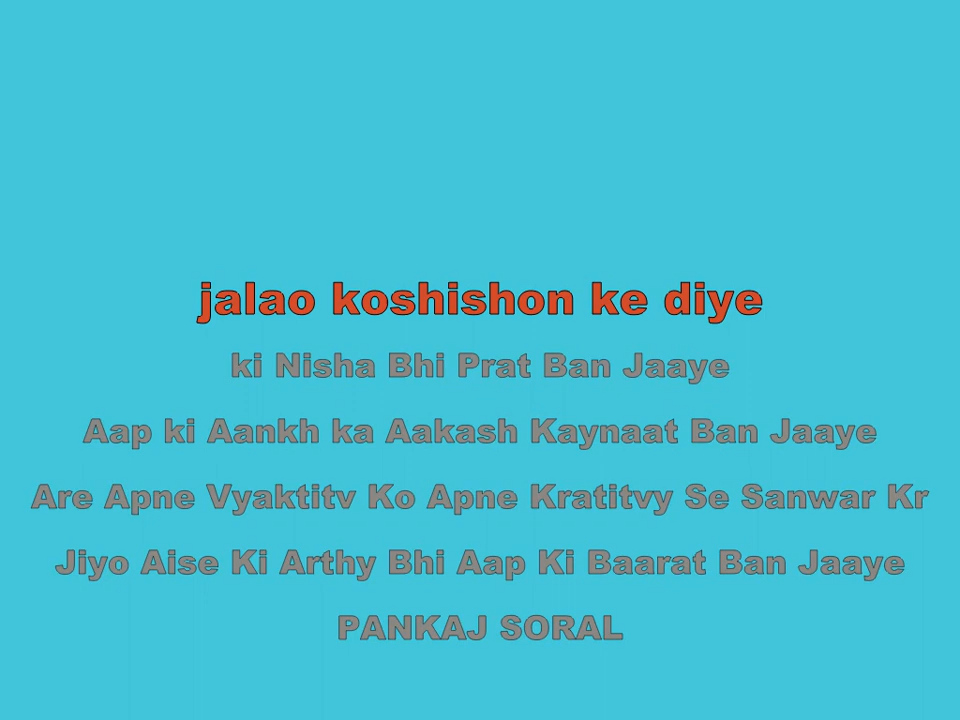 jalao koshishon ke diye
ki Nisha Bhi Prat Ban Jaaye
Aap ki Aankh ka Aakash Kaynaat Ban Jaaye
Are Apne Vyaktitv Ko Apne Kratitvy Se Sanwar Kr
Jiyo Aise Ki Arthy Bhi Aap Ki Baarat Ban Jaaye
PANKAJ SORAL